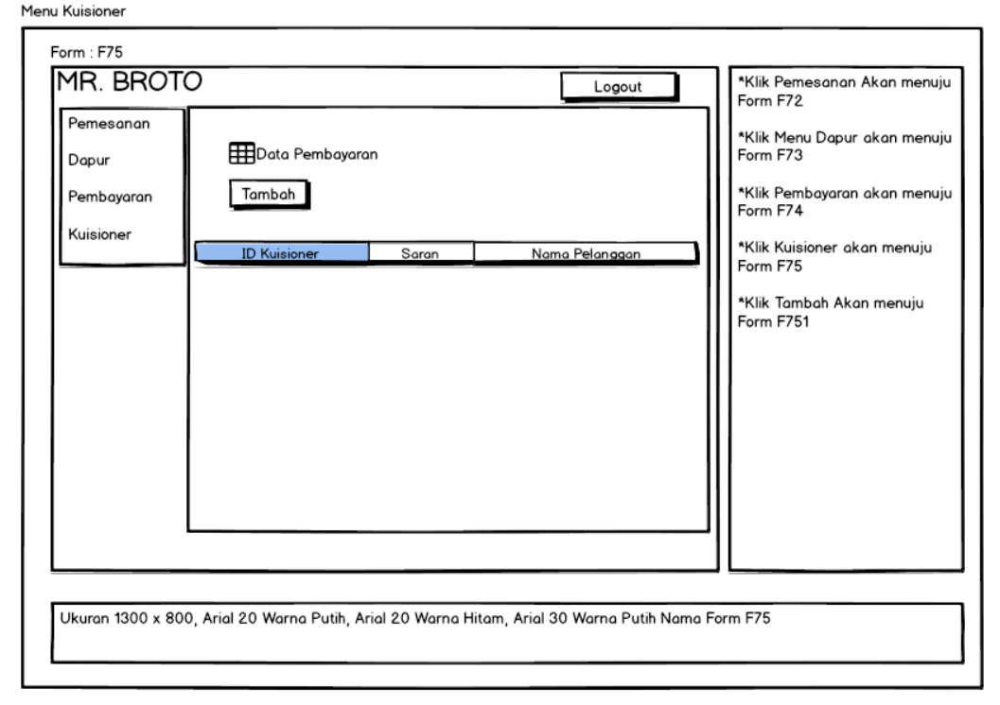 Menu Kuisioner
Form : F75
MR. BROTO
Logout
Pemesanan
Dapur
Pembayaran
Kuisioner
Data Pembayaran
Tambah
ID Kuisioner Saran Nama Pelanggan
*Klik Pemesanan Akan menuju
Form F72
*Klik Menu Dapur akan menuju
Form F73
*Klik Pembayaran akan menuju
Form F74
*Klik Kuisioner akan menuju
Form F75
*Klik Tambah Akan menuju
Form F751
Ukuran 1300 x 800, Arial 20 Warna Putih, Arial 20 Warna Hitam, Arial 30 Warna Putih Nama Form F75